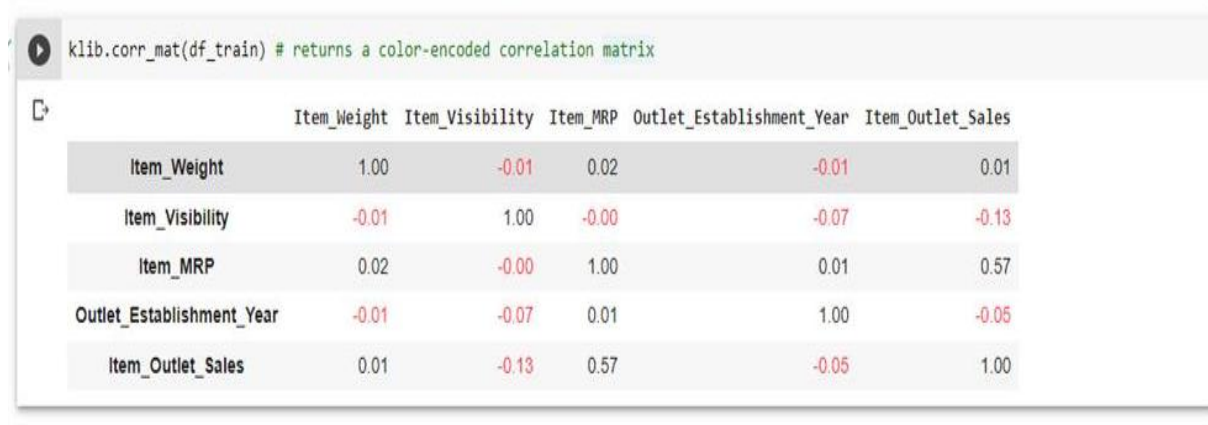 klib.corr_mat(df_train) # returns a color-encoded correlation matrix
Item_Weight Item_Visibility Item_MRP Outlet_Establishment_Year Item_Outlet_Sales
Item_Weight 1.00 -0.01 0.02 -0.01 0.01
Item_Visibility -0.01 1.00 -0.00 -0.07 -0.13
Item_MRP 0.02 -0.00 1.00 0.01 0.57
Outlet_Establishment_Year -0.01 -0.07 0.01 1.00 -0.05
Item_Outlet_Sales 0.01 -0.13 0.57 -0.05 1.00